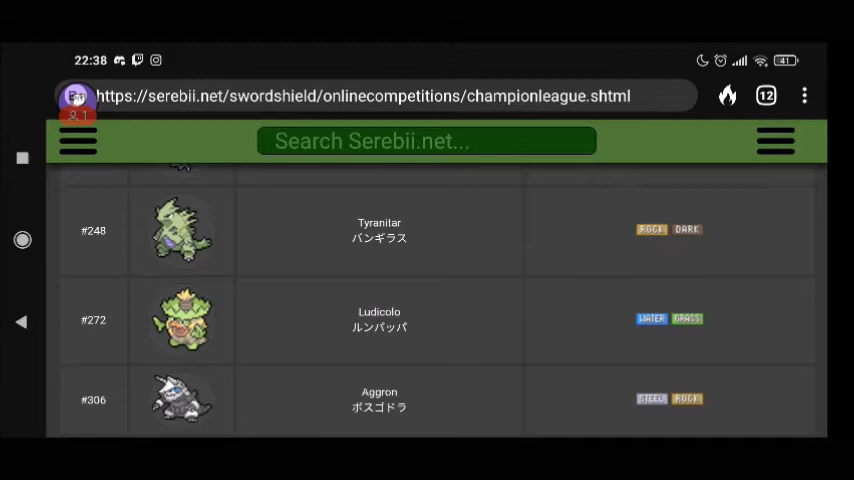 22:38
41
https://serebii.net/swordshield/onlinecompetitions/championleague.shtml
12
1
Search Serebii.net...
#248
Tyranitar
バンギラス
ROCK DARK
#272
Ludicolo
ルンパッパ
WATER GRASS
#306
Aggron
ボスゴドラ
STEEL ROCK